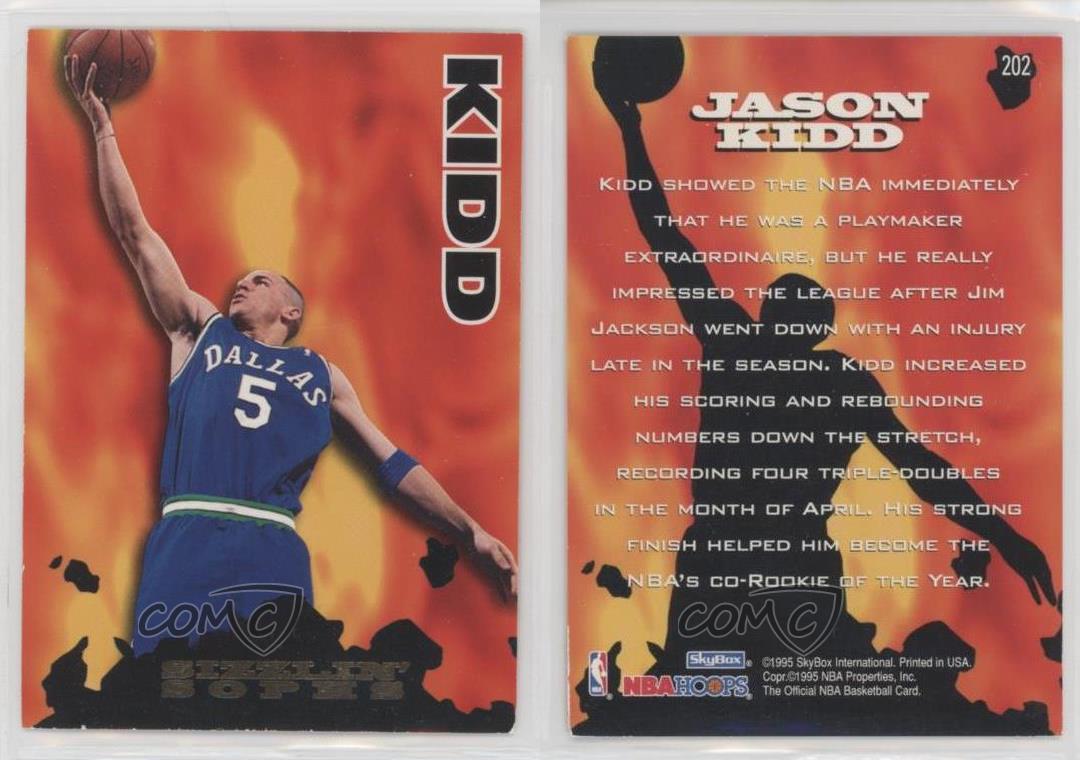 KIDD
DALLAS
5
SIZZLIN'
SOPHS
COMC
202
JASON
KIDD
KIDD SHOWED THE NBA IMMEDIATELY
THAT HE WAS A PLAYMAKER
EXTRAORDINAIRE, BUT HE REALLY
IMPRESSED THE LEAGUE AFTER JIM
JACKSON WENT DOWN WITH AN INJURY
LATE IN THE SEASON. KIDD INCREASED
HIS SCORING AND REBOUNDING
NUMBERS DOWN THE STRETCH,
RECORDING FOUR TRIPLE-DOUBLES
IN THE MONTH OF APRIL. HIS STRONG
FINISH HELPED HIM BECOME THE
NBA'S CO-ROOKIE OF THE YEAR.
COMC
SkyBox
NBA HOOPS
©1995 SkyBox International. Printed in USA.
Copr.©1995 NBA Properties, Inc.
The Official NBA Basketball Card.